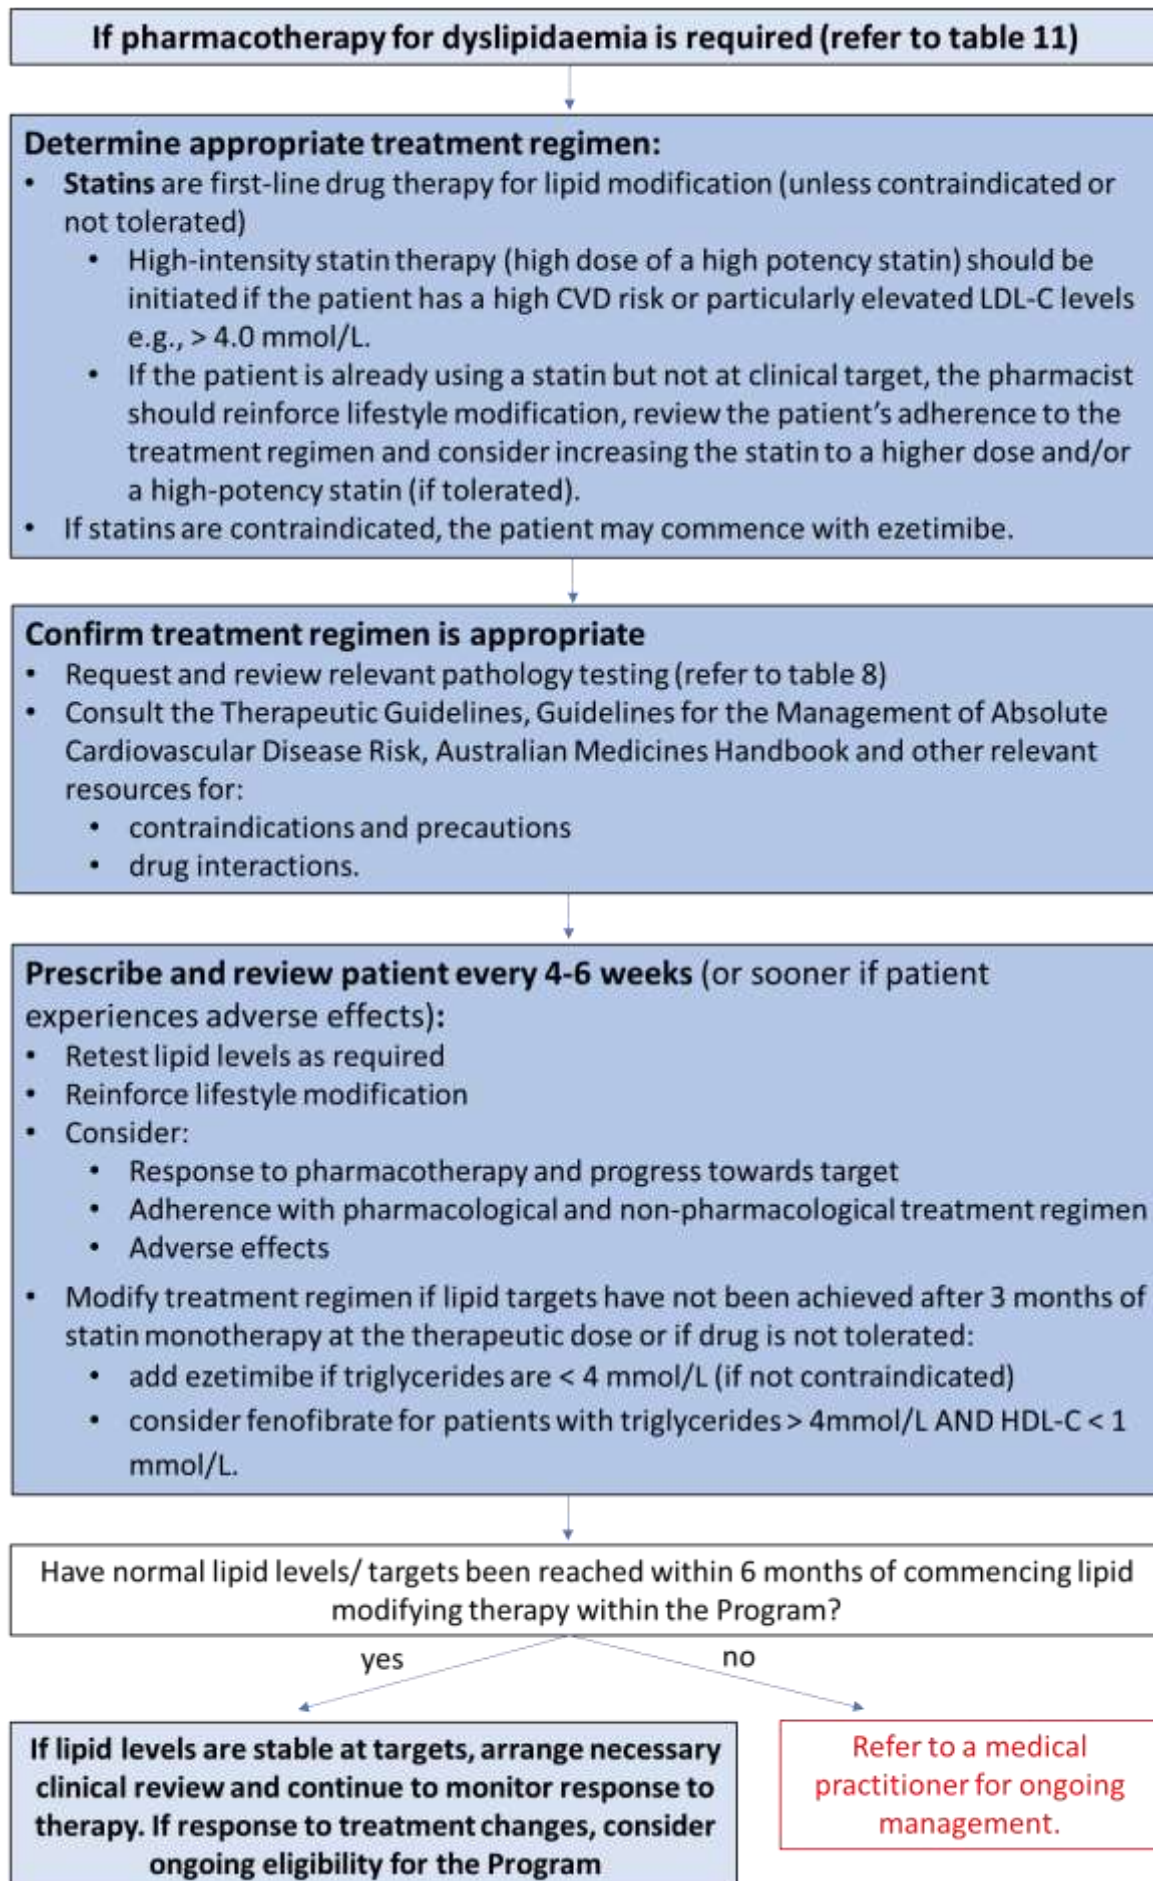 If pharmacotherapy for dyslipidaemia is required (refer to table 11)
Determine appropriate treatment regimen:
• Statins are first-line drug therapy for lipid modification (unless contraindicated or
not tolerated)
• High-intensity statin therapy (high dose of a high potency statin) should be
initiated if the patient has a high CVD risk or particularly elevated LDL-C levels
e.g., > 4.0 mmol/L.
• If the patient is already using a statin but not at clinical target, the pharmacist
should reinforce lifestyle modification, review the patient's adherence to the
treatment regimen and consider increasing the statin to a higher dose and/or
a high-potency statin (if tolerated).
• If statins are contraindicated, the patient may commence with ezetimibe.
Confirm treatment regimen is appropriate
• Request and review relevant pathology testing (refer to table 8)
• Consult the Therapeutic Guidelines, Guidelines for the Management of Absolute
Cardiovascular Disease Risk, Australian Medicines Handbook and other relevant
resources for:
• contraindications and precautions
• drug interactions.
Prescribe and review patient every 4-6 weeks (or sooner if patient
experiences adverse effects):
• Retest lipid levels as required
• Reinforce lifestyle modification
• Consider:
• Response to pharmacotherapy and progress towards target
• Adherence with pharmacological and non-pharmacological treatment regimen
• Adverse effects
• Modify treatment regimen if lipid targets have not been achieved after 3 months of
statin monotherapy at the therapeutic dose or if drug is not tolerated:
• add ezetimibe if triglycerides are < 4 mmol/L (if not contraindicated)
• consider fenofibrate for patients with triglycerides > 4mmol/L AND HDL-C < 1
mmol/L.
Have normal lipid levels/ targets been reached within 6 months of commencing lipid
modifying therapy within the Program?
yes
no
If lipid levels are stable at targets, arrange necessary
clinical review and continue to monitor response to
therapy. If response to treatment changes, consider
ongoing eligibility for the Program
Refer to a medical
practitioner for ongoing
management.